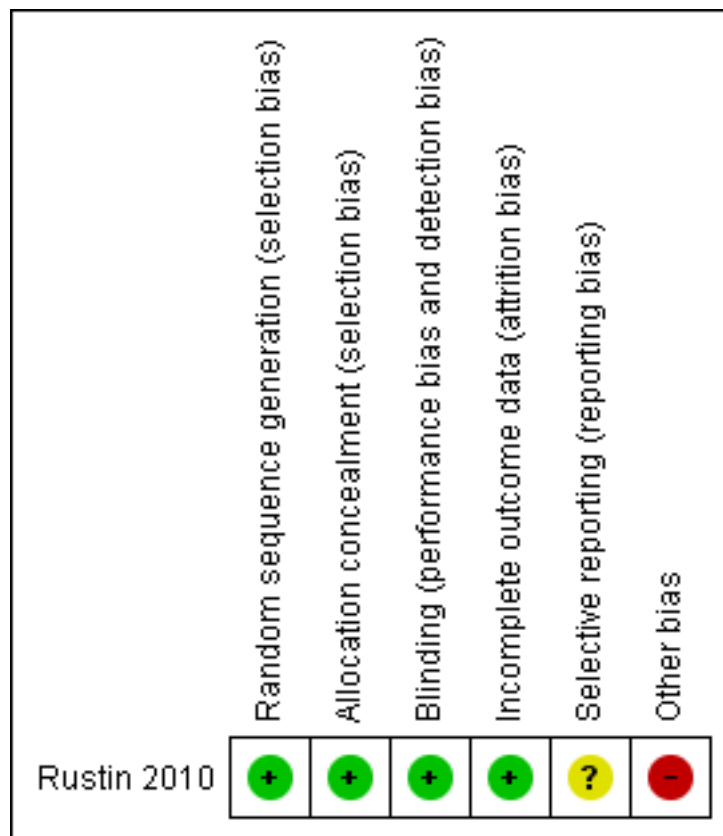 Random sequence generation (selection bias)
Allocation concealment (selection bias)
Blinding (performance bias and detection bias)
Incomplete outcome data (attrition bias)
Selective reporting (reporting bias)
Other bias
Rustin 2010 + + + + ? -